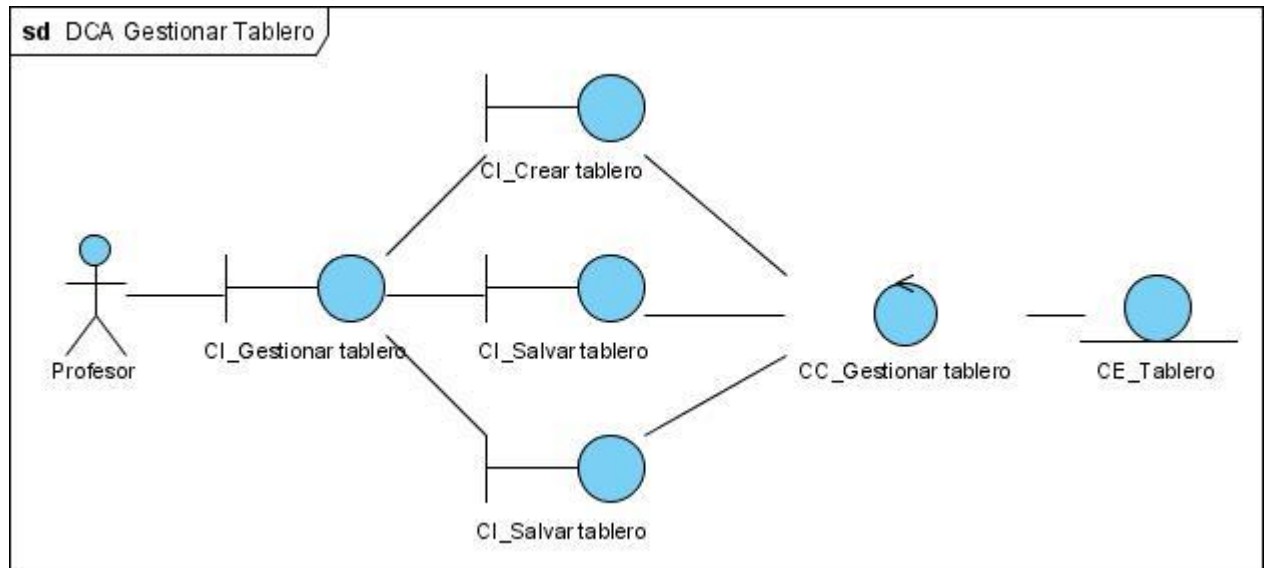 sd DCA Gestionar Tablero
CI_Crear tablero
Profesor
CI_Gestionar tablero
CI_Salvar tablero
CC_Gestionar tablero
CE_Tablero
CI_Salvar tablero